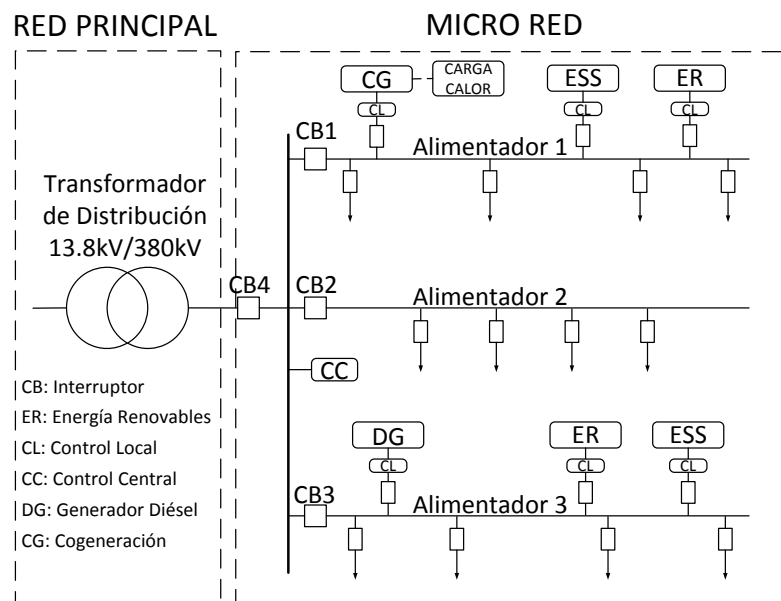 RED PRINCIPAL
MICRO RED
CG
CARGA
CALOR
ESS
ER
CL
CL
CL
CB1
Alimentador 1
Transformador
de Distribución
13.8kV/380kV
CB4
CB2
Alimentador 2
CC
CB: Interruptor
ER: Energía Renovables
CL: Control Local
CC: Control Central
DG: Generador Diésel
CG: Cogeneración
DG
ER
ESS
CL
CL
CL
CB3
Alimentador 3